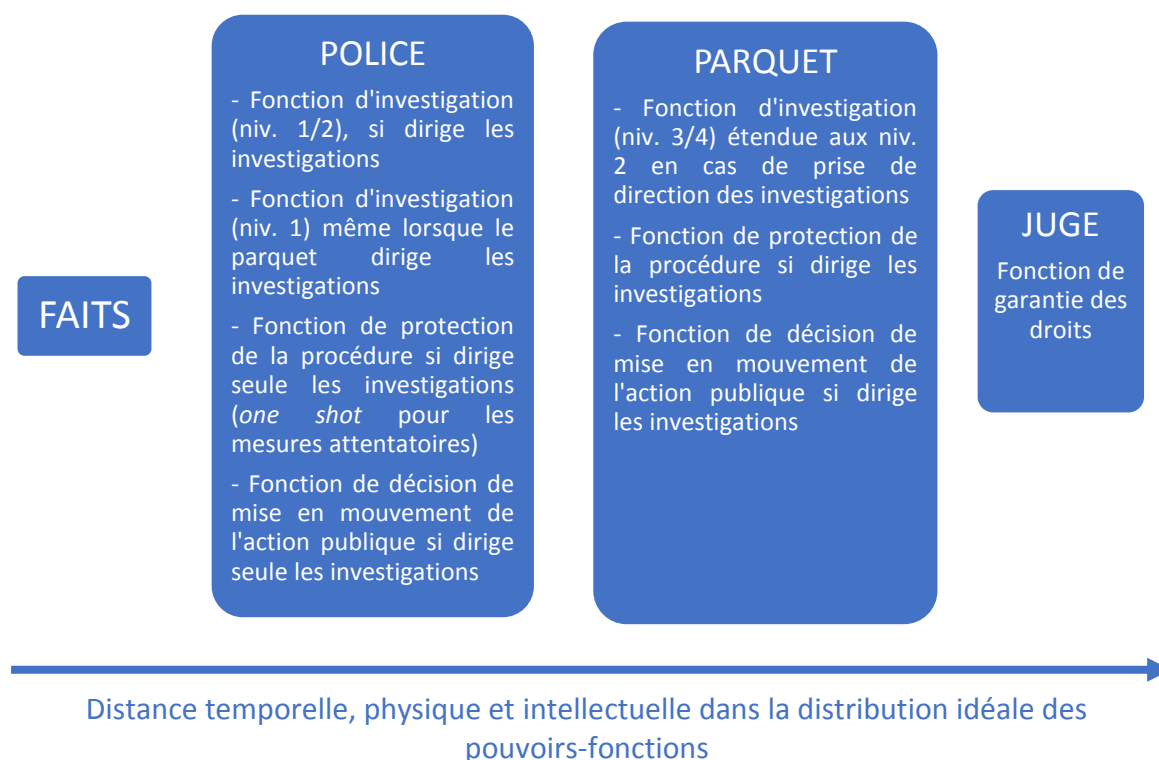 FAITS
POLICE
- Fonction d'investigation
(niv. 1/2), si dirige les
investigations
- Fonction d'investigation
(niv. 1) même lorsque le
parquet dirige les
investigations
- Fonction de protection
de la procédure si dirige
seule les investigations
(one shot pour les
mesures attentatoires)
- Fonction de décision de
mise en mouvement de
l'action publique si dirige
seule les investigations
PARQUET
- Fonction d'investigation
(niv. 3/4) étendue aux niv.
2 en cas de prise de
direction des investigations
- Fonction de protection de
la procédure si dirige les
investigations
- Fonction de décision de
mise en mouvement de
l'action publique si dirige
les investigations
JUGE
Fonction de
garantie des
droits
Distance temporelle, physique et intellectuelle dans la distribution idéale des
pouvoirs-fonctions